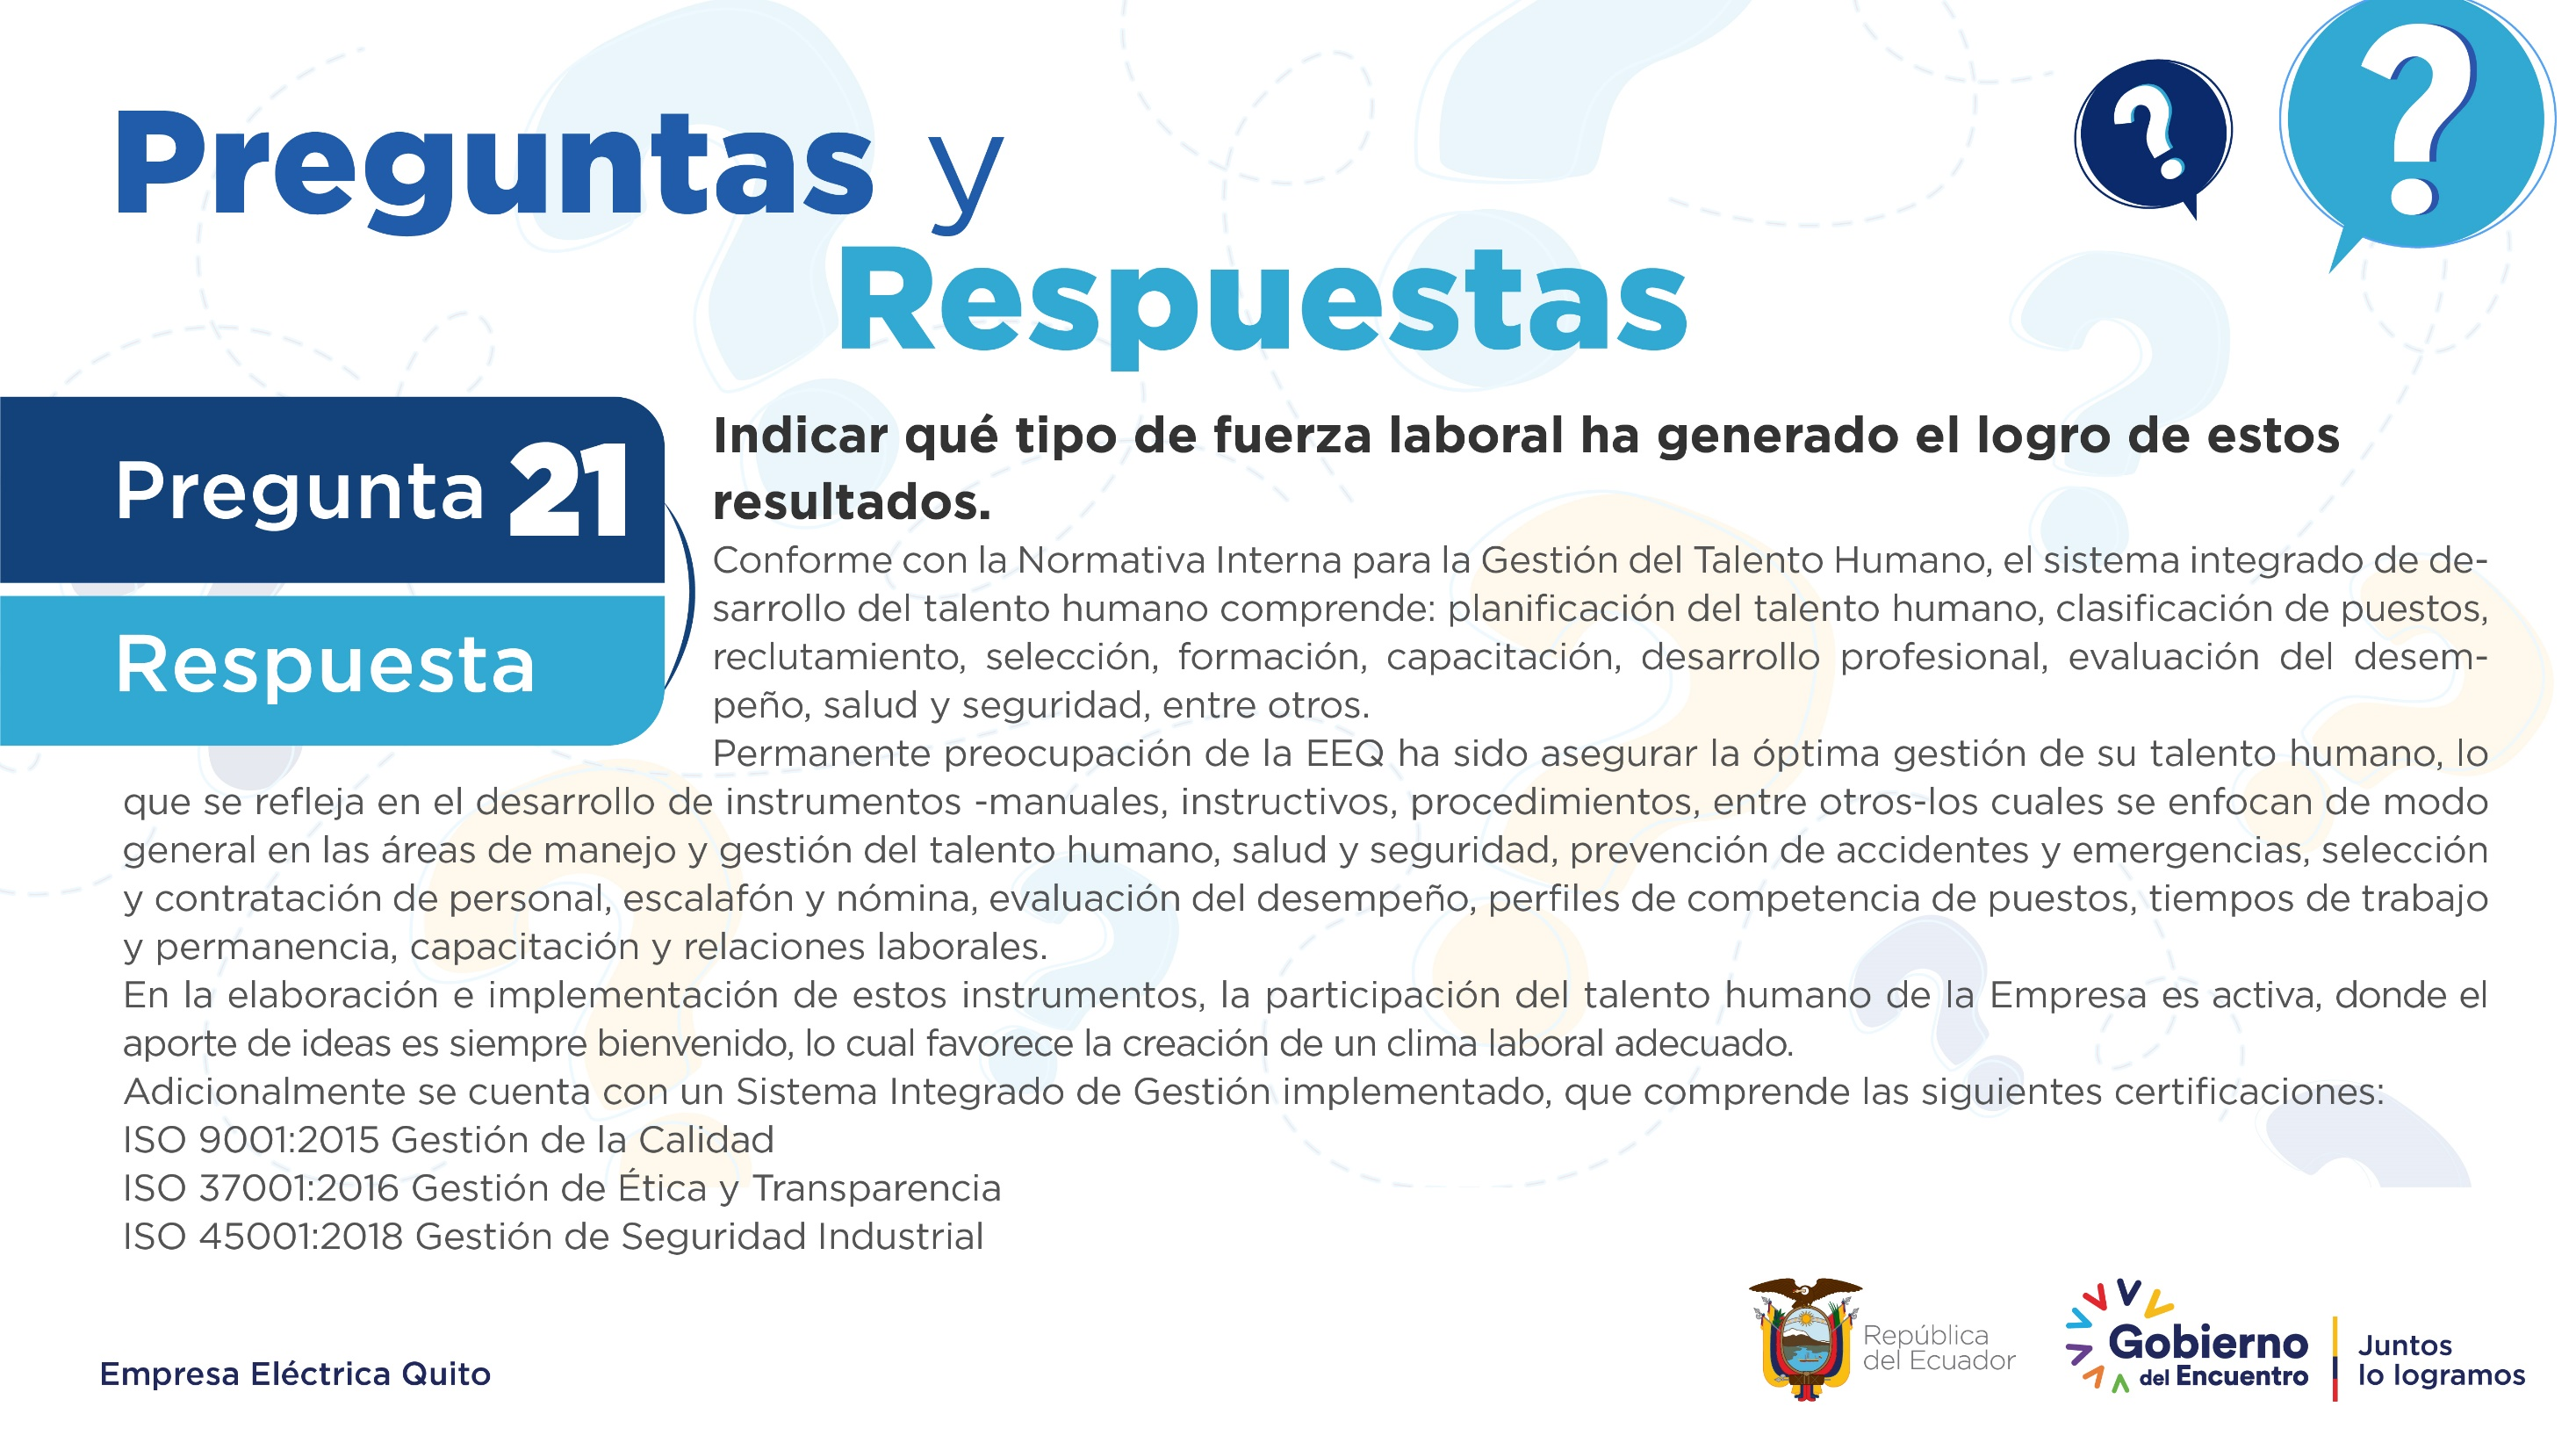 Preguntas y
Respuestas
Pregunta 21
Respuesta
Indicar qué tipo de fuerza laboral ha generado el logro de estos
resultados.
Conforme con la Normativa Interna para la Gestión del Talento Humano, el sistema integrado de de-
sarrollo del talento humano comprende: planificación del talento humano, clasificación de puestos,
reclutamiento, selección, formación, capacitación, desarrollo profesional, evaluación del desem-
peño, salud y seguridad, entre otros.
Permanente preocupación de la EEQ ha sido asegurar la óptima gestión de su talento humano, lo
que se refleja en el desarrollo de instrumentos -manuales, instructivos, procedimientos, entre otros-los cuales se enfocan de modo
general en las áreas de manejo y gestión del talento humano, salud y seguridad, prevención de accidentes y emergencias, selección
y contratación de personal, escalafón y nómina, evaluación del desempeño, perfiles de competencia de puestos, tiempos de trabajo
y permanencia, capacitación y relaciones laborales.
En la elaboración e implementación de estos instrumentos, la participación del talento humano de la Empresa es activa, donde el
aporte de ideas es siempre bienvenido, lo cual favorece la creación de un clima laboral adecuado.
Adicionalmente se cuenta con un Sistema Integrado de Gestión implementado, que comprende las siguientes certificaciones:
ISO 9001:2015 Gestión de la Calidad
ISO 37001:2016 Gestión de Ética y Transparencia
ISO 45001:2018 Gestión de Seguridad Industrial
Empresa Eléctrica Quito
República
del Ecuador
Gobierno
del Encuentro
Juntos
lo logramos